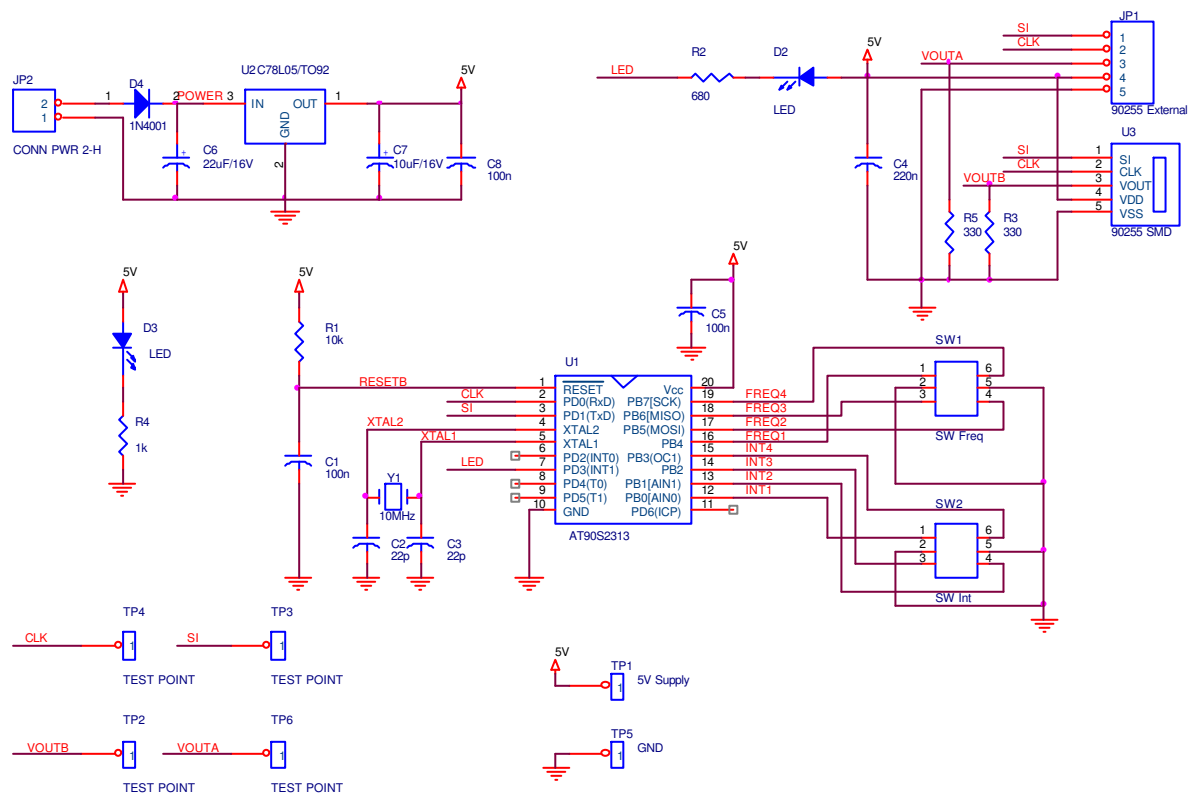 JP2
2
1
CONN PWR 2-H
1
D4
1N4001
2
POWER
3
U2 C78L05/TO92
IN
OUT
GND
1
2
5V
C6
22uF/16V
+
C7
10uF/16V
+
C8
100n
LED
R2
680
D2
LED
5V
C4
220n
JP1
SI
CLK
VOUTA
1
2
3
4
5
90255 External
U3
SI
CLK
VOUTB
1
2
3
4
5
SI
CLK
VOUT
VDD
VSS
90255 SMD
R5
330
R3
330
5V
D3
LED
R4
1k
5V
R1
10k
C1
100n
RESETB
CLK
SI
XTAL2
XTAL1
LED
Y1
10MHz
C2
22p
C3
22p
5V
C5
100n
U1
1
2
3
4
5
6
7
8
9
10
RESET
PD0(RxD)
PD1(TxD)
XTAL2
XTAL1
PD2(INT0)
PD3(INT1)
PD4(T0)
PD5(T1)
GND
Vcc
PB7[SCK)
PB6[MISO)
PB5(MOSI)
PB4
PB3(OC1)
PB2
PB1[AIN1)
PB0[AIN0)
PD6(ICP)
20
19
18
17
16
15
14
13
12
11
AT90S2313
FREQ4
FREQ3
FREQ2
FREQ1
INT4
INT3
INT2
INT1
SW1
1
2
3
6
5
4
SW Freq
SW2
1
2
3
6
5
4
SW Int
TP4
CLK
1
TEST POINT
TP3
SI
1
TEST POINT
TP2
VOUTB
1
TEST POINT
TP6
VOUTA
1
TEST POINT
5V
TP1
1
5V Supply
TP5
1
GND